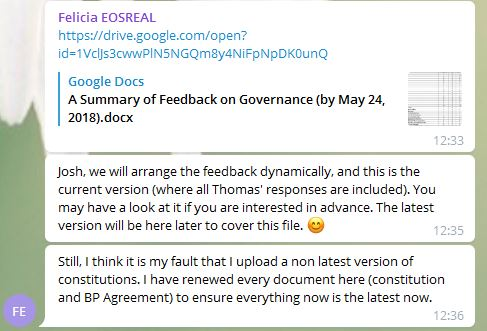 Felicia EOSREAL
https://drive.google.com/open?
id=1VclJs3cwwPlN5NGQm8y4NiFpNpDK0unQ
Google Docs
A Summary of Feedback on Governance (by May 24,
2018).docx
12:33
Josh, we will arrange the feedback dynamically, and this is the
current version (where all Thomas' responses are included). You
may have a look at it if you are interested in advance. The latest
version will be here later to cover this file. 😊
12:35
Still, I think it is my fault that I upload a non latest version of
constitutions. I have renewed every document here (constitution
and BP Agreement) to ensure everything now is the latest now.
FE
12:36